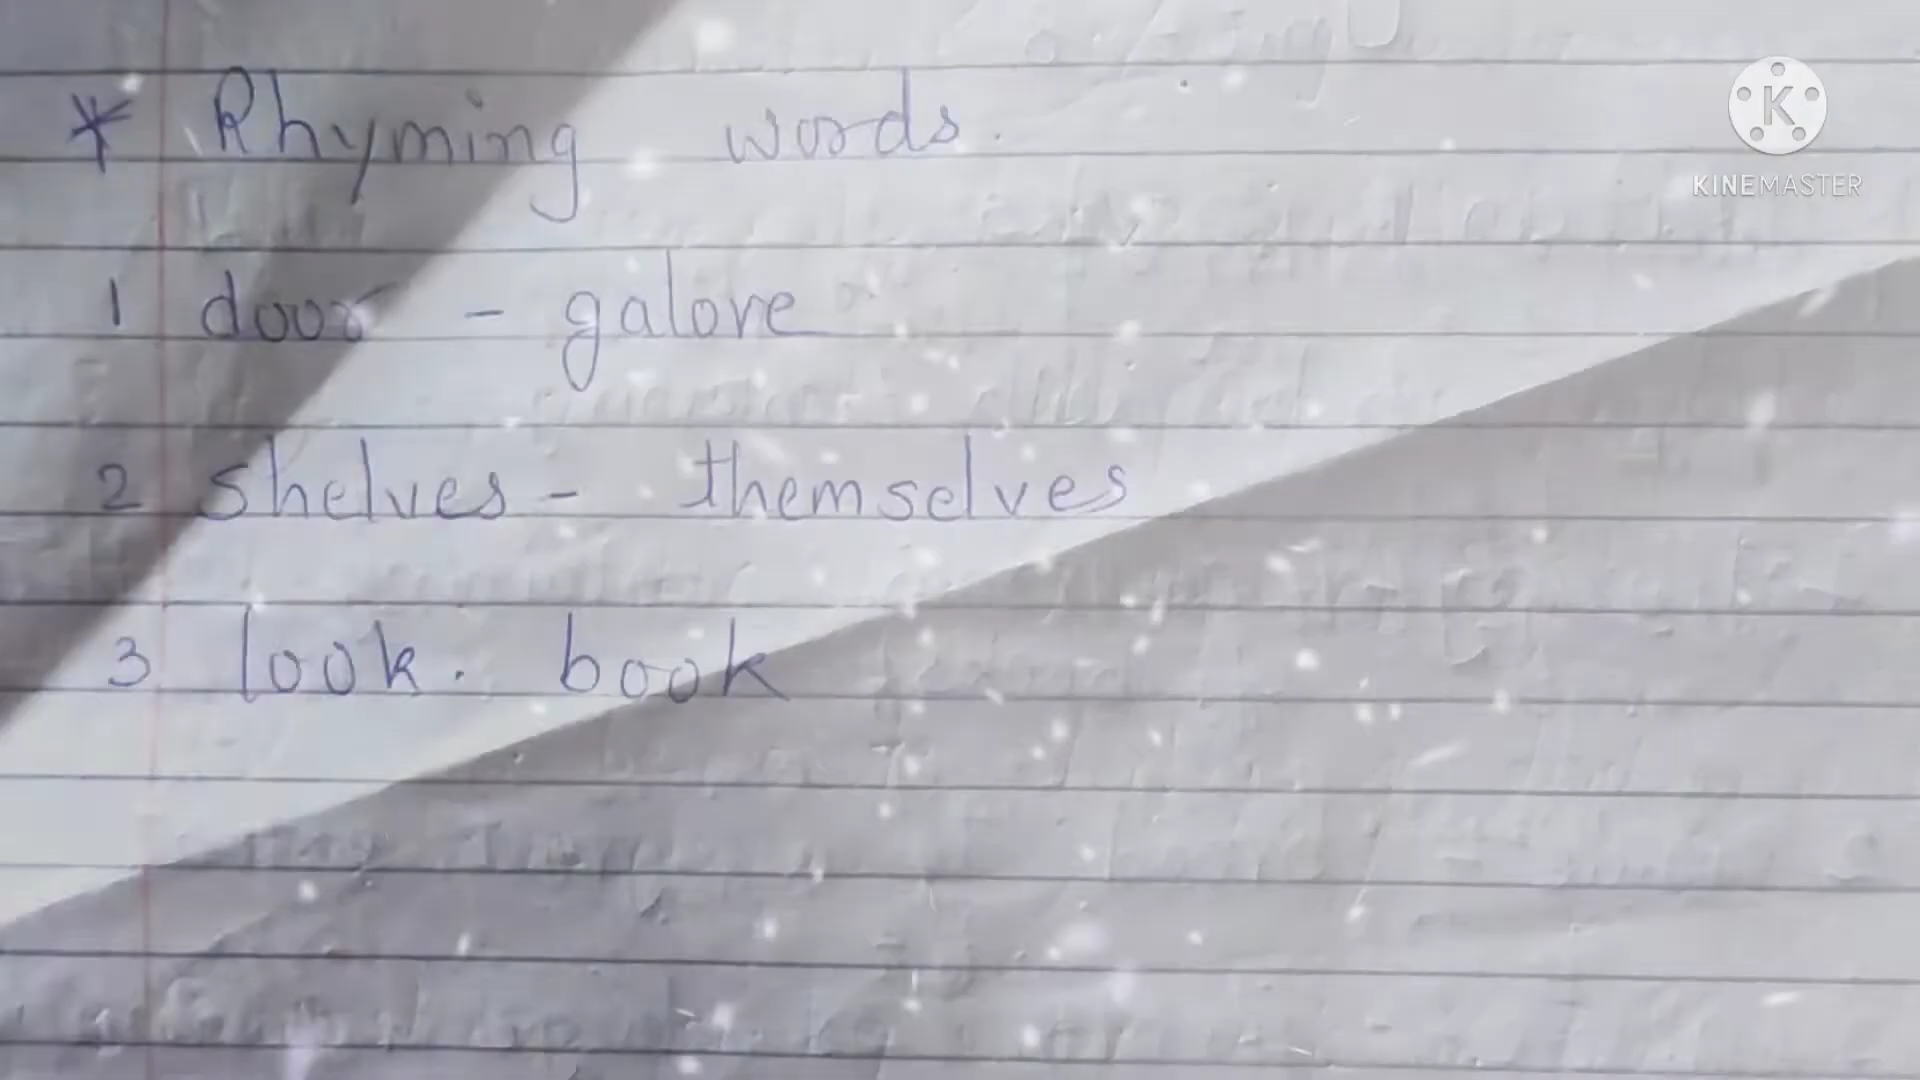 * Rhyming words.
K
KINEMASTER
1 door - galore
2 shelves - themselves
3 look. book